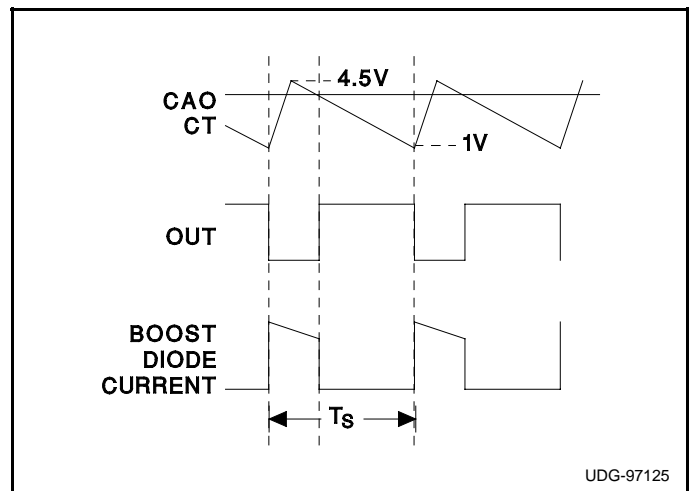 4.5V
CAO
CT
1V
OUT
BOOST
DIODE
CURRENT
TS
UDG-97125